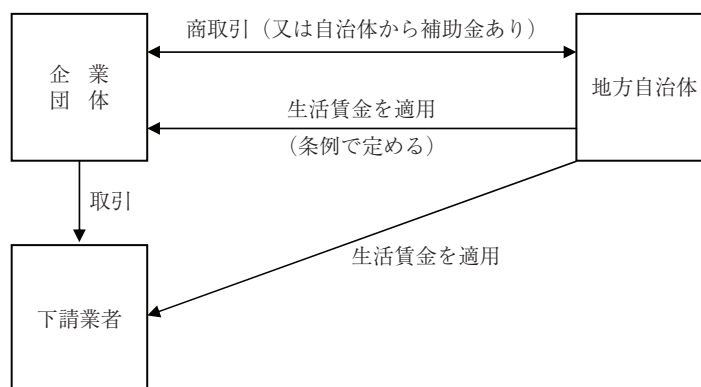 商取引（又は自治体から補助金あり）
企　業
団　体
地方自治体
生活賃金を適用
（条例で定める）
取引
生活賃金を適用
下請業者